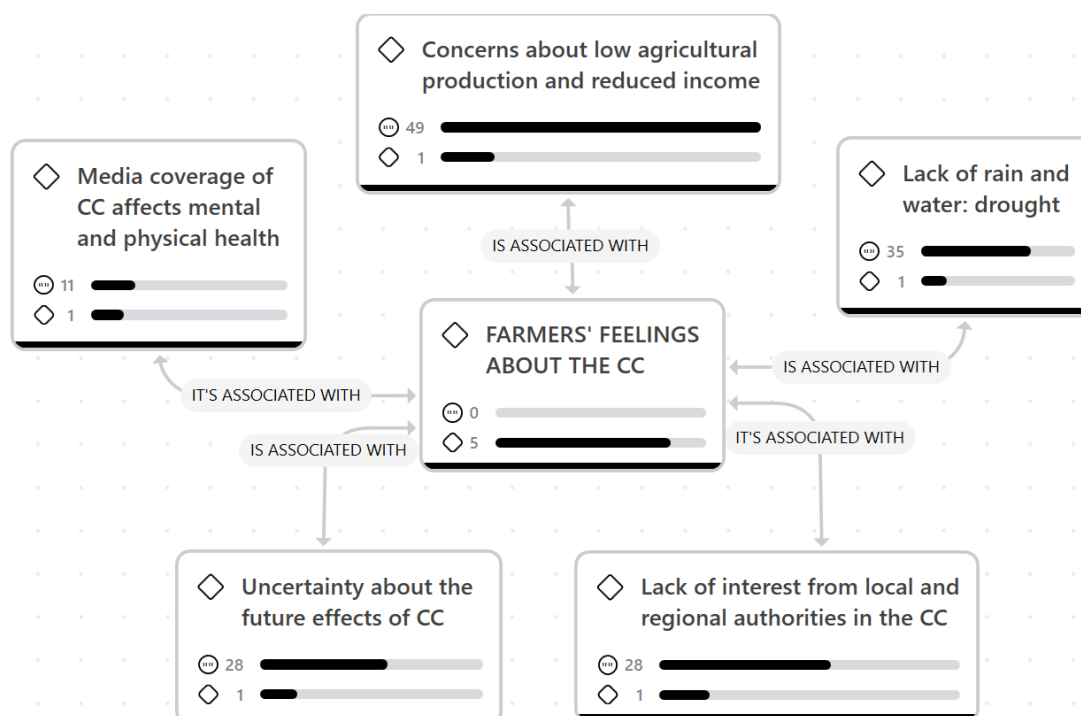 Concerns about low agricultural
production and reduced income
49
1
Media coverage of
CC affects mental
and physical health
11
1
Lack of rain and
water: drought
35
1
IS ASSOCIATED WITH
FARMERS' FEELINGS
ABOUT THE CC
0
5
IS ASSOCIATED WITH
IT'S ASSOCIATED WITH
IS ASSOCIATED WITH
IT'S ASSOCIATED WITH
Uncertainty about the
future effects of CC
28
1
Lack of interest from local and
regional authorities in the CC
28
1